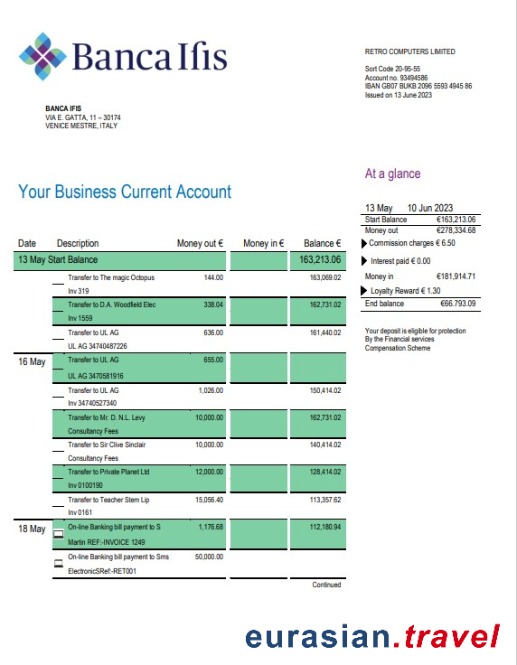 Banca Ifis
RETRO COMPUTERS LIMITED
Sort Code 20-95-55
Account no. 93494586
IBAN GB07 BUKB 2096 5593 4945 86
Issued on 13 June 2023
BANCA IFIS
VIA E. GATTA, 11 – 30174
VENICE MESTRE, ITALY
At a glance
Your Business Current Account
13 May 10 Jun 2023
Start Balance €163,213.06
Money out €278,334.68
Commission charges € 6.50
Interest paid € 0.00
Money in €181,914.71
Loyalty Reward € 1.30
End balance €66.793.09
Your deposit is eligible for protection
By the Financial services
Compensation Scheme
Date Description Money out € Money in € Balance €
13 May Start Balance 163,213.06
Transfer to The magic Octopus 144.00 163,069.02
Inv 319
Transfer to D.A. Woodfield Elec 338.04 162,731.02
Inv 1559
Transfer to UL AG 636.00 161,440.02
UL AG 34740487226
16 May Transfer to UL AG 655.00
UL AG 3470581916
Transfer to UL AG 1,026.00 150,414.02
Inv 34740527340
Transfer to Mr. D. N.L. Levy 10,000.00 162,731.02
Consultancy Fees
Transfer to Sir Clive Sinclair 10,000.00 140,414.02
Consultancy Fees
Transfer to Private Planet Ltd 12,000.00 128,414.02
Inv 0100190
Transfer to Teacher Stem Lip 15,056.40 113,357.62
Inv 0161
18 May On-line Banking bill payment to S 1,176.68 112,180.94
Martin REF:-INVOICE 1249
On-line Banking bill payment to Sms 50,000.00
ElectronicSRef:-RET001
Continued
eurasian.travel